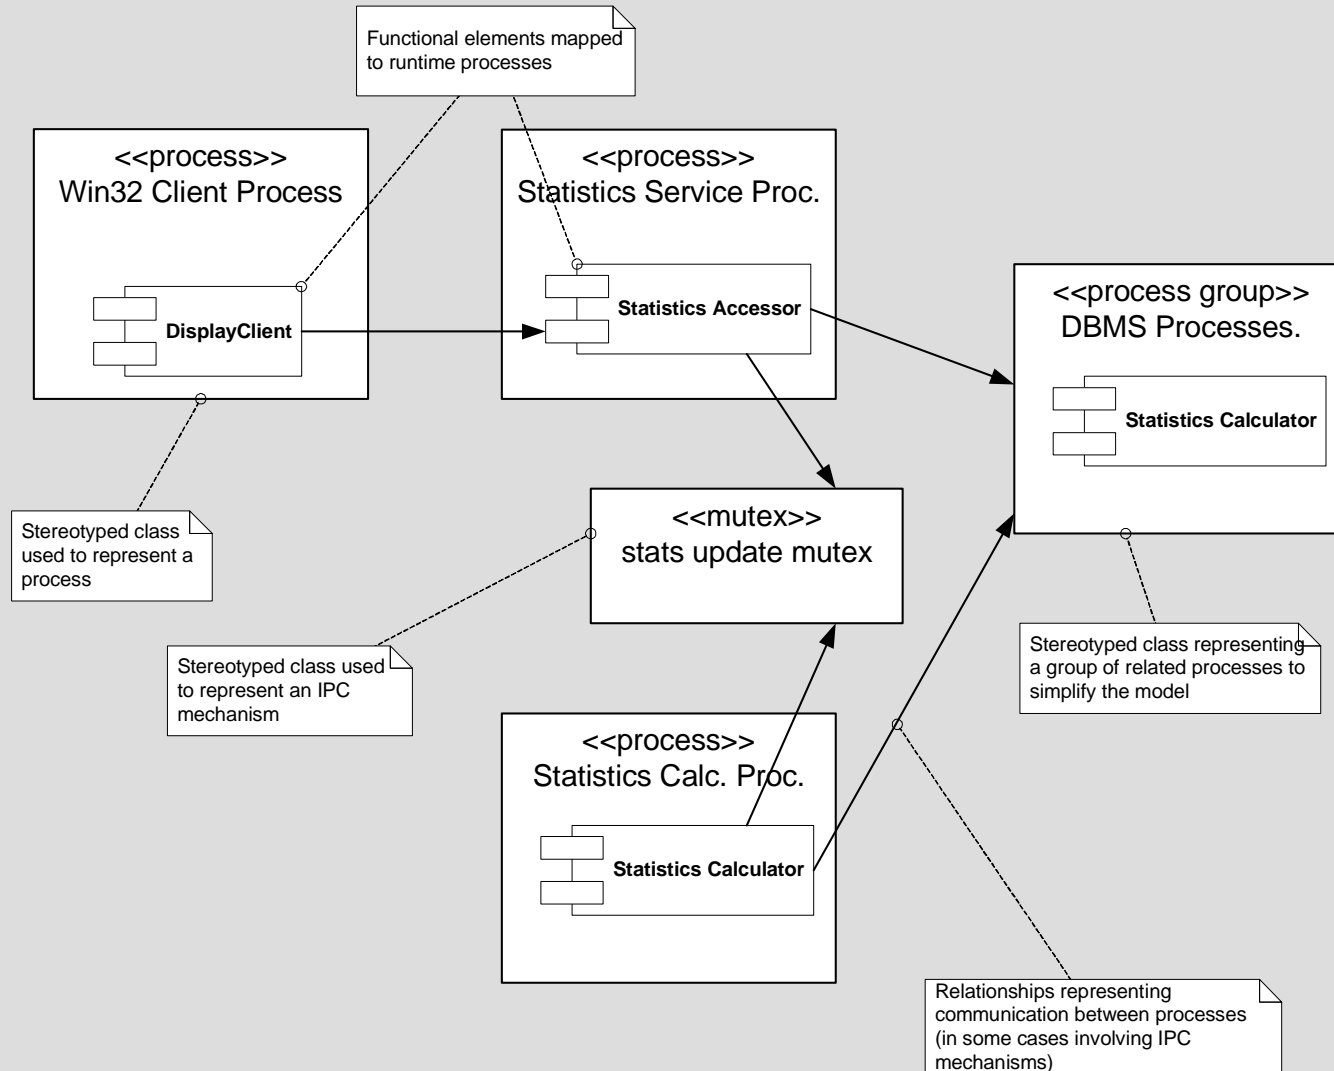 Functional elements mapped
to runtime processes
<<process>>
Win32 Client Process
DisplayClient
<<process>>
Statistics Service Proc.
Statistics Accessor
<<process group>>
DBMS Processes.
Statistics Calculator
Stereotyped class
used to represent a
process
<<mutex>>
stats update mutex
Stereotyped class used
to represent an IPC
mechanism
Stereotyped class representing
a group of related processes to
simplify the model
<<process>>
Statistics Calc. Proc.
Statistics Calculator
Relationships representing
communication between processes
(in some cases involving IPC
mechanisms)